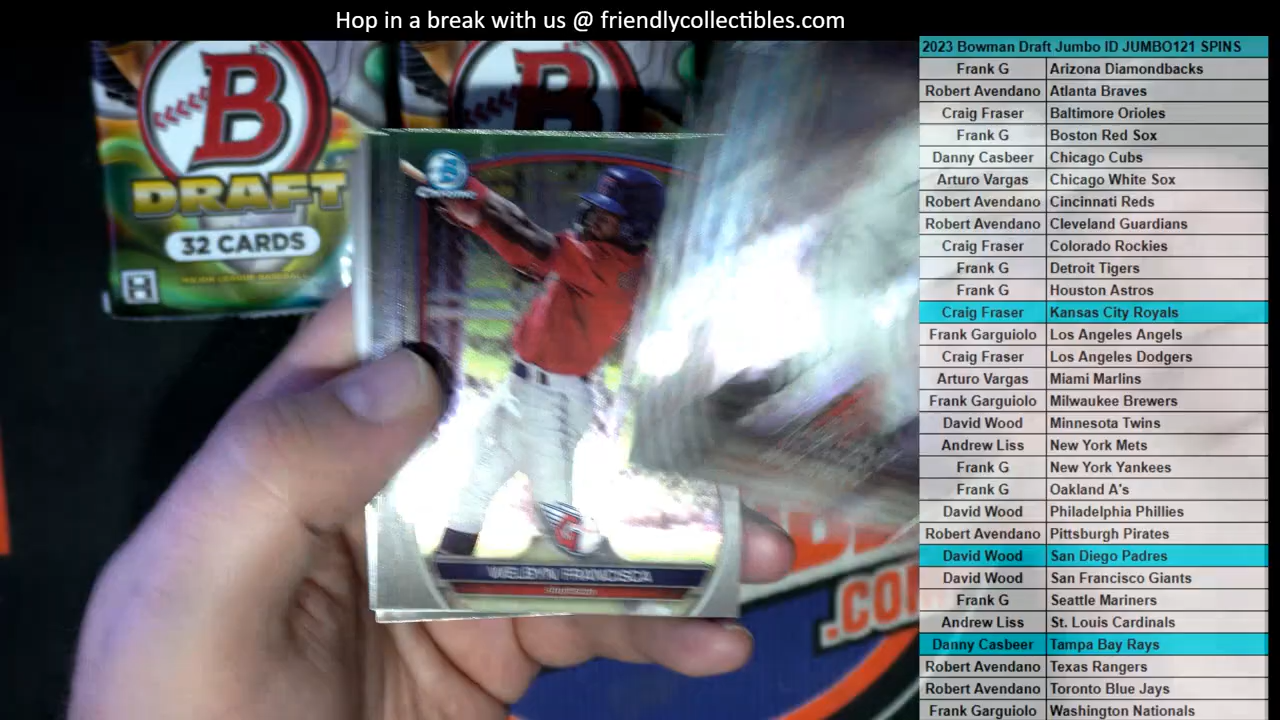 Hop in a break with us @ friendlycollectibles.com
B
DRAFT
32 CARDS
MAJOR LEAGUE BASEBALL
B
Chrome
WELBYN FRANCISCA
.COM
2023 Bowman Draft Jumbo ID JUMBO121 SPINS
Frank G Arizona Diamondbacks
Robert Avendano Atlanta Braves
Craig Fraser Baltimore Orioles
Frank G Boston Red Sox
Danny Casbeer Chicago Cubs
Arturo Vargas Chicago White Sox
Robert Avendano Cincinnati Reds
Robert Avendano Cleveland Guardians
Craig Fraser Colorado Rockies
Frank G Detroit Tigers
Frank G Houston Astros
Craig Fraser Kansas City Royals
Frank Garguiolo Los Angeles Angels
Craig Fraser Los Angeles Dodgers
Arturo Vargas Miami Marlins
Frank Garguiolo Milwaukee Brewers
David Wood Minnesota Twins
Andrew Liss New York Mets
Frank G New York Yankees
Frank G Oakland A's
David Wood Philadelphia Phillies
Robert Avendano Pittsburgh Pirates
David Wood San Diego Padres
David Wood San Francisco Giants
Frank G Seattle Mariners
Andrew Liss St. Louis Cardinals
Danny Casbeer Tampa Bay Rays
Robert Avendano Texas Rangers
Robert Avendano Toronto Blue Jays
Frank Garguiolo Washington Nationals